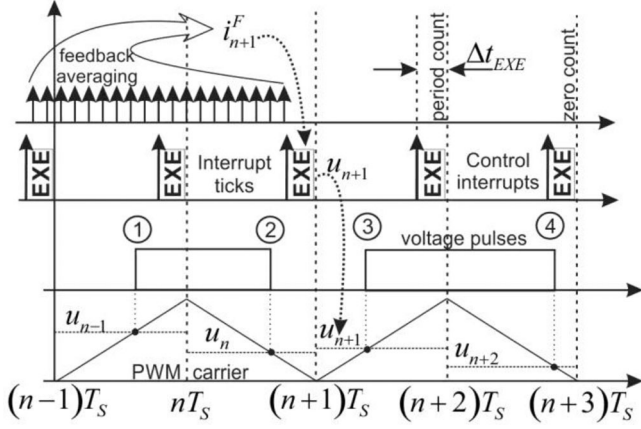 feedback
averaging
i^F_{n+1}
Δt_{EXE}
period count
zero count
EXE
EXE
EXE
EXE
EXE
Interrupt
ticks
u_{n+1}
Control
interrupts
1
2
3
4
voltage pulses
u_{n-1}
u_n
u_{n+1}
u_{n+2}
PWM carrier
(n-1)T_S
nT_S
(n+1)T_S
(n+2)T_S
(n+3)T_S